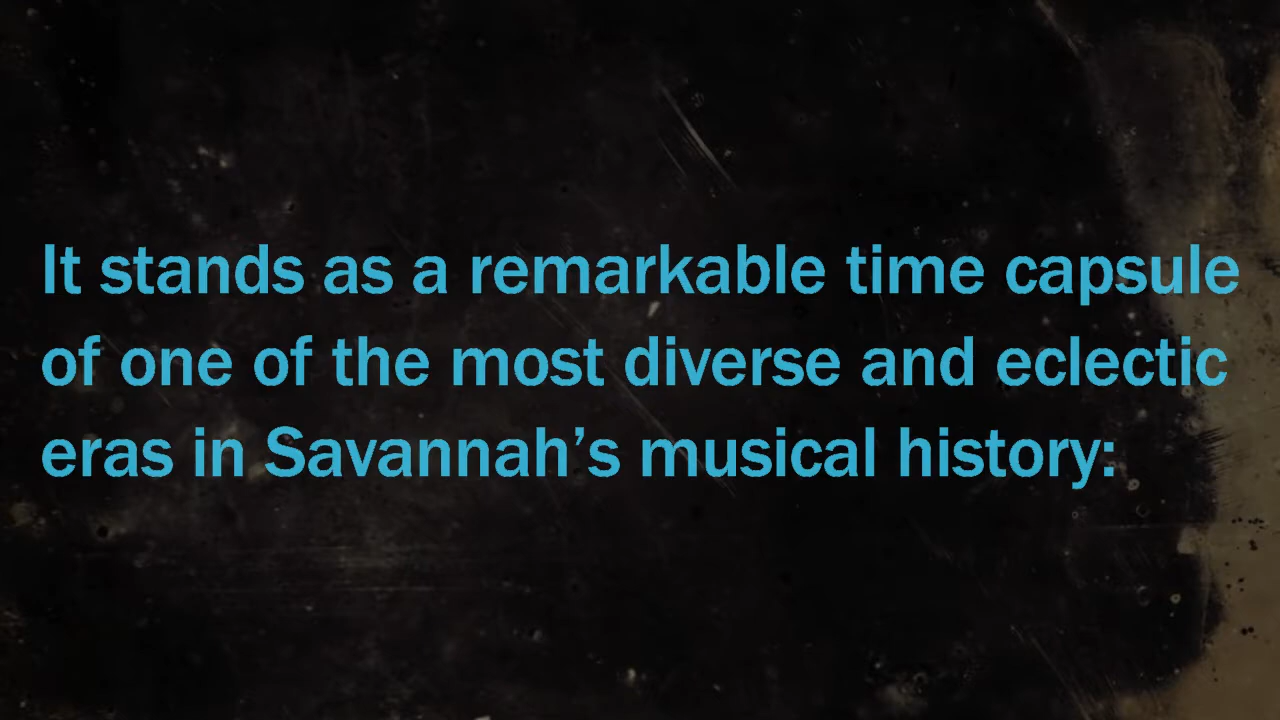 It stands as a remarkable time capsule
of one of the most diverse and eclectic
eras in Savannah’s musical history: